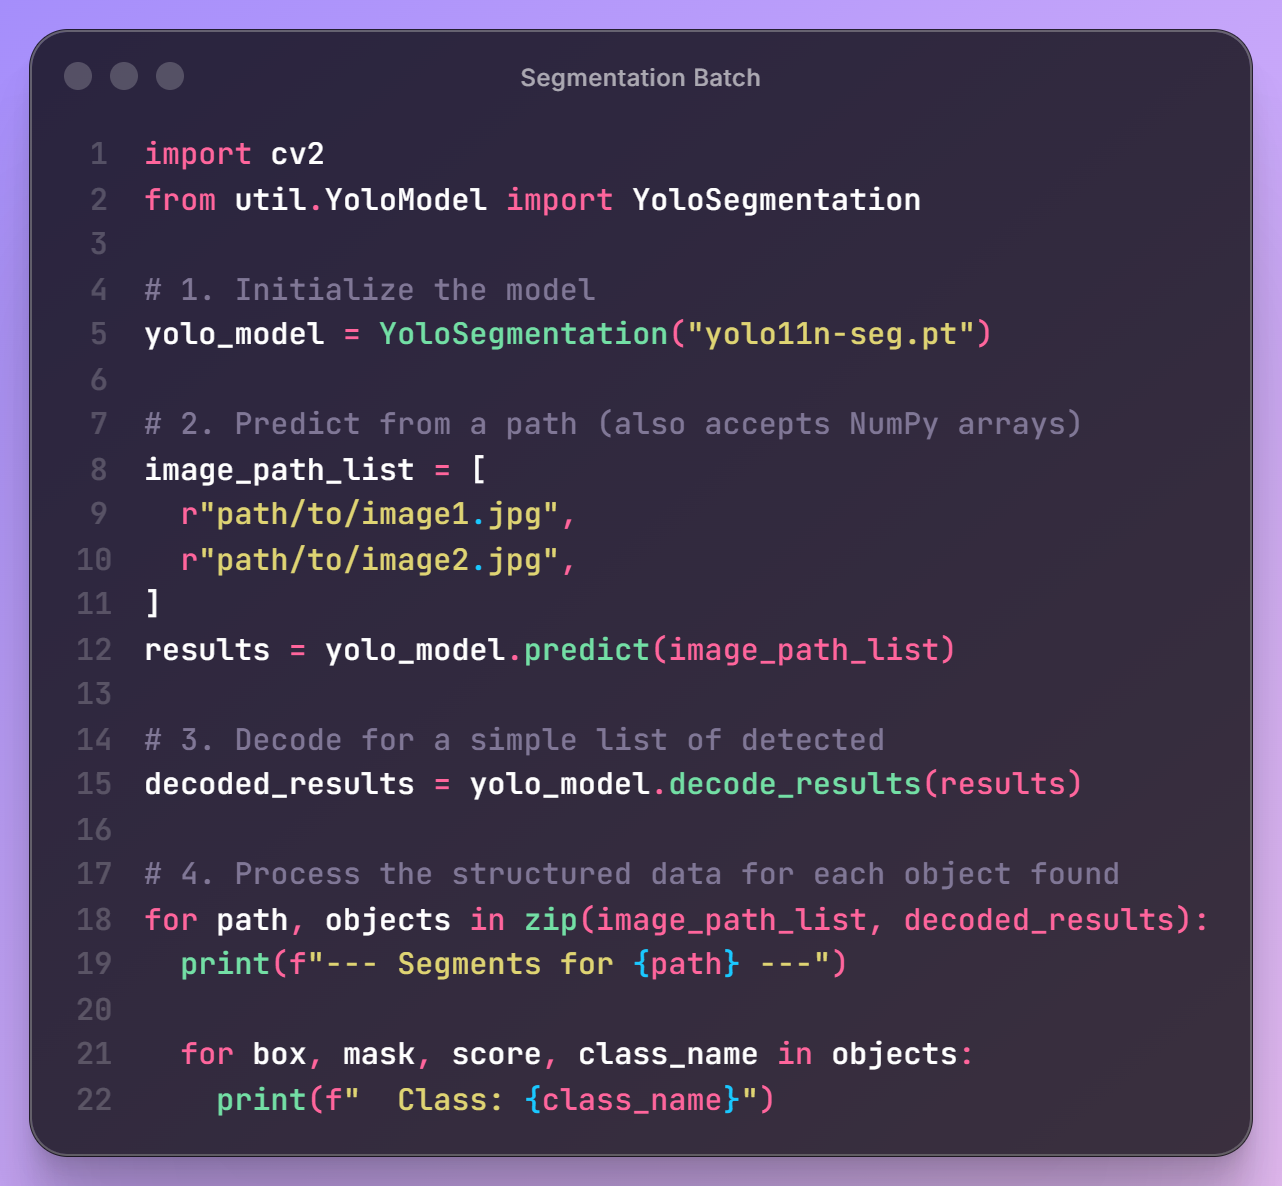 Segmentation Batch
1 import cv2
2 from util.YoloModel import YoloSegmentation
3
4 # 1. Initialize the model
5 yolo_model = YoloSegmentation("yolo11n-seg.pt")
6
7 # 2. Predict from a path (also accepts NumPy arrays)
8 image_path_list = [
9   r"path/to/image1.jpg",
10   r"path/to/image2.jpg",
11 ]
12 results = yolo_model.predict(image_path_list)
13
14 # 3. Decode for a simple list of detected
15 decoded_results = yolo_model.decode_results(results)
16
17 # 4. Process the structured data for each object found
18 for path, objects in zip(image_path_list, decoded_results):
19   print(f"--- Segments for {path} ---")
20
21   for box, mask, score, class_name in objects:
22     print(f"  Class: {class_name}")